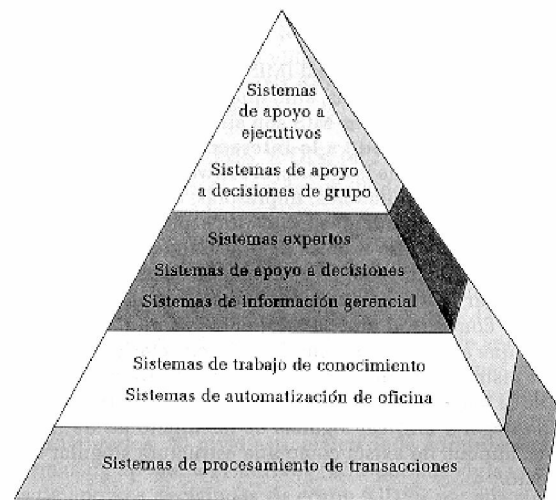 Sistemas
de apoyo a
ejecutivos
Sistemas de apoyo
a decisiones de grupo
Sistemas expertos
Sistemas de apoyo a decisiones
Sistemas de información gerencial
Sistemas de trabajo de conocimiento
Sistemas de automatización de oficina
Sistemas de procesamiento de transacciones